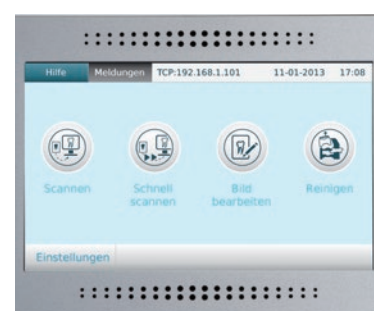 Hilfe Meldungen TCP:192.168.1.101 11-01-2013 17:08
Scannen Schnell scannen Bild bearbeiten Reinigen
Einstellungen